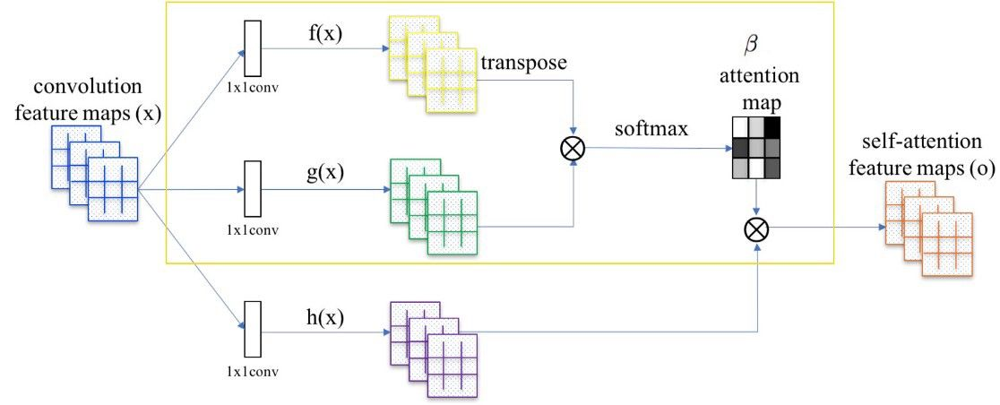 convolution
feature maps (x)
f(x)
1x1conv
transpose
g(x)
1x1conv
h(x)
1x1conv
softmax
β
attention
map
self-attention
feature maps (o)